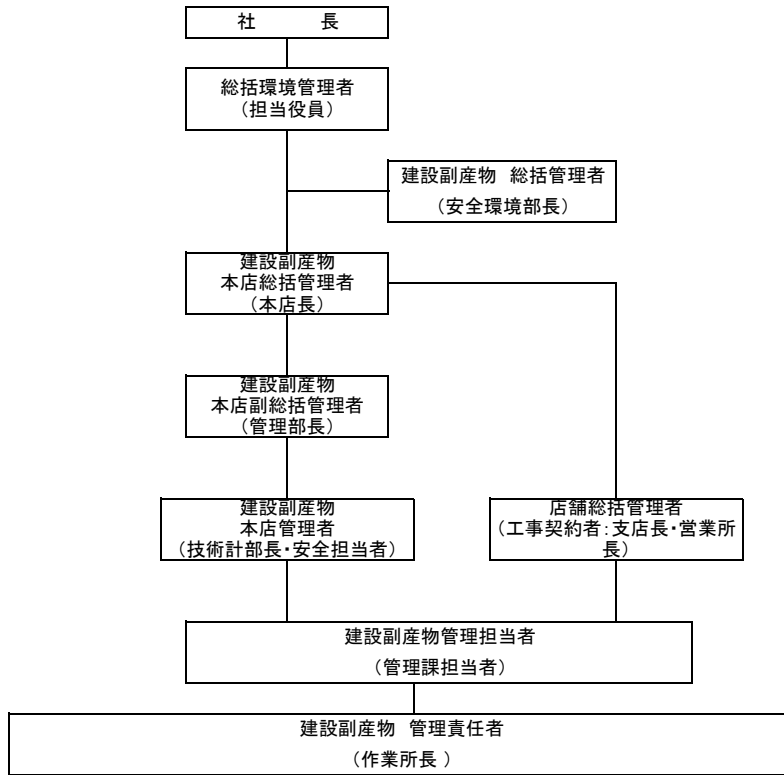 社　　　長
総括環境管理者
（担当役員）
建設副産物　総括管理者
（安全環境部長）
建設副産物
本店総括管理者
（本店長）
建設副産物
本店副総括管理者
（管理部長）
建設副産物
本店管理者
（技術計部長・安全担当者）
店舗総括管理者
（工事契約者：支店長・営業所
長）
建設副産物管理担当者
（管理課担当者）
建設副産物　管理責任者
（作業所長 ）